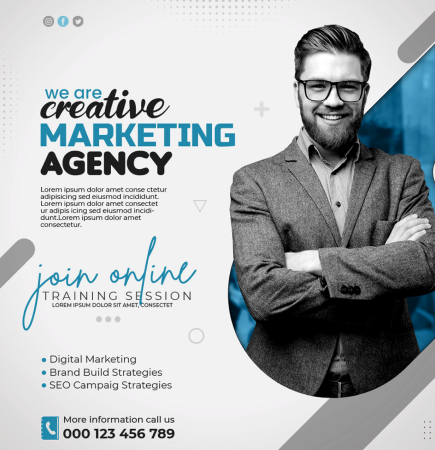 we are
creative
MARKETING
AGENCY
Lorem ipsum dolor amet conse ctetur
adipisicing sed eiusmod incididunt.
Lorem ipsum dolor amet consectet
ur adipis icing sed eiusmod incidi-
dunt.Lorem ipsum dolor amet
consectetur.
join online
TRAINING SESSION
LOREM IPSUM DOLOR SIT AMET, CONSECTET
Digital Marketing
Brand Build Strategies
SEO Campaig Strategies
More information call us
000 123 456 789